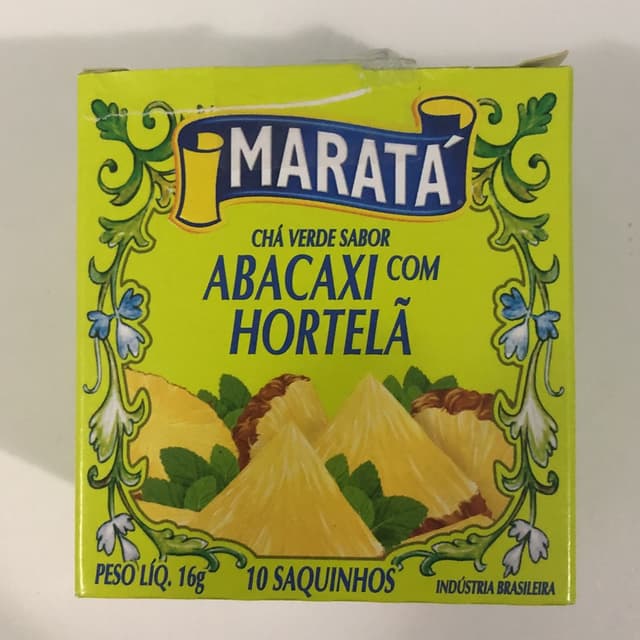 MARATÁ
CHÁ VERDE SABOR
ABACAXI COM
HORTELÃ
PESO LÍQ. 16g 10 SAQUINHOS INDÚSTRIA BRASILEIRA